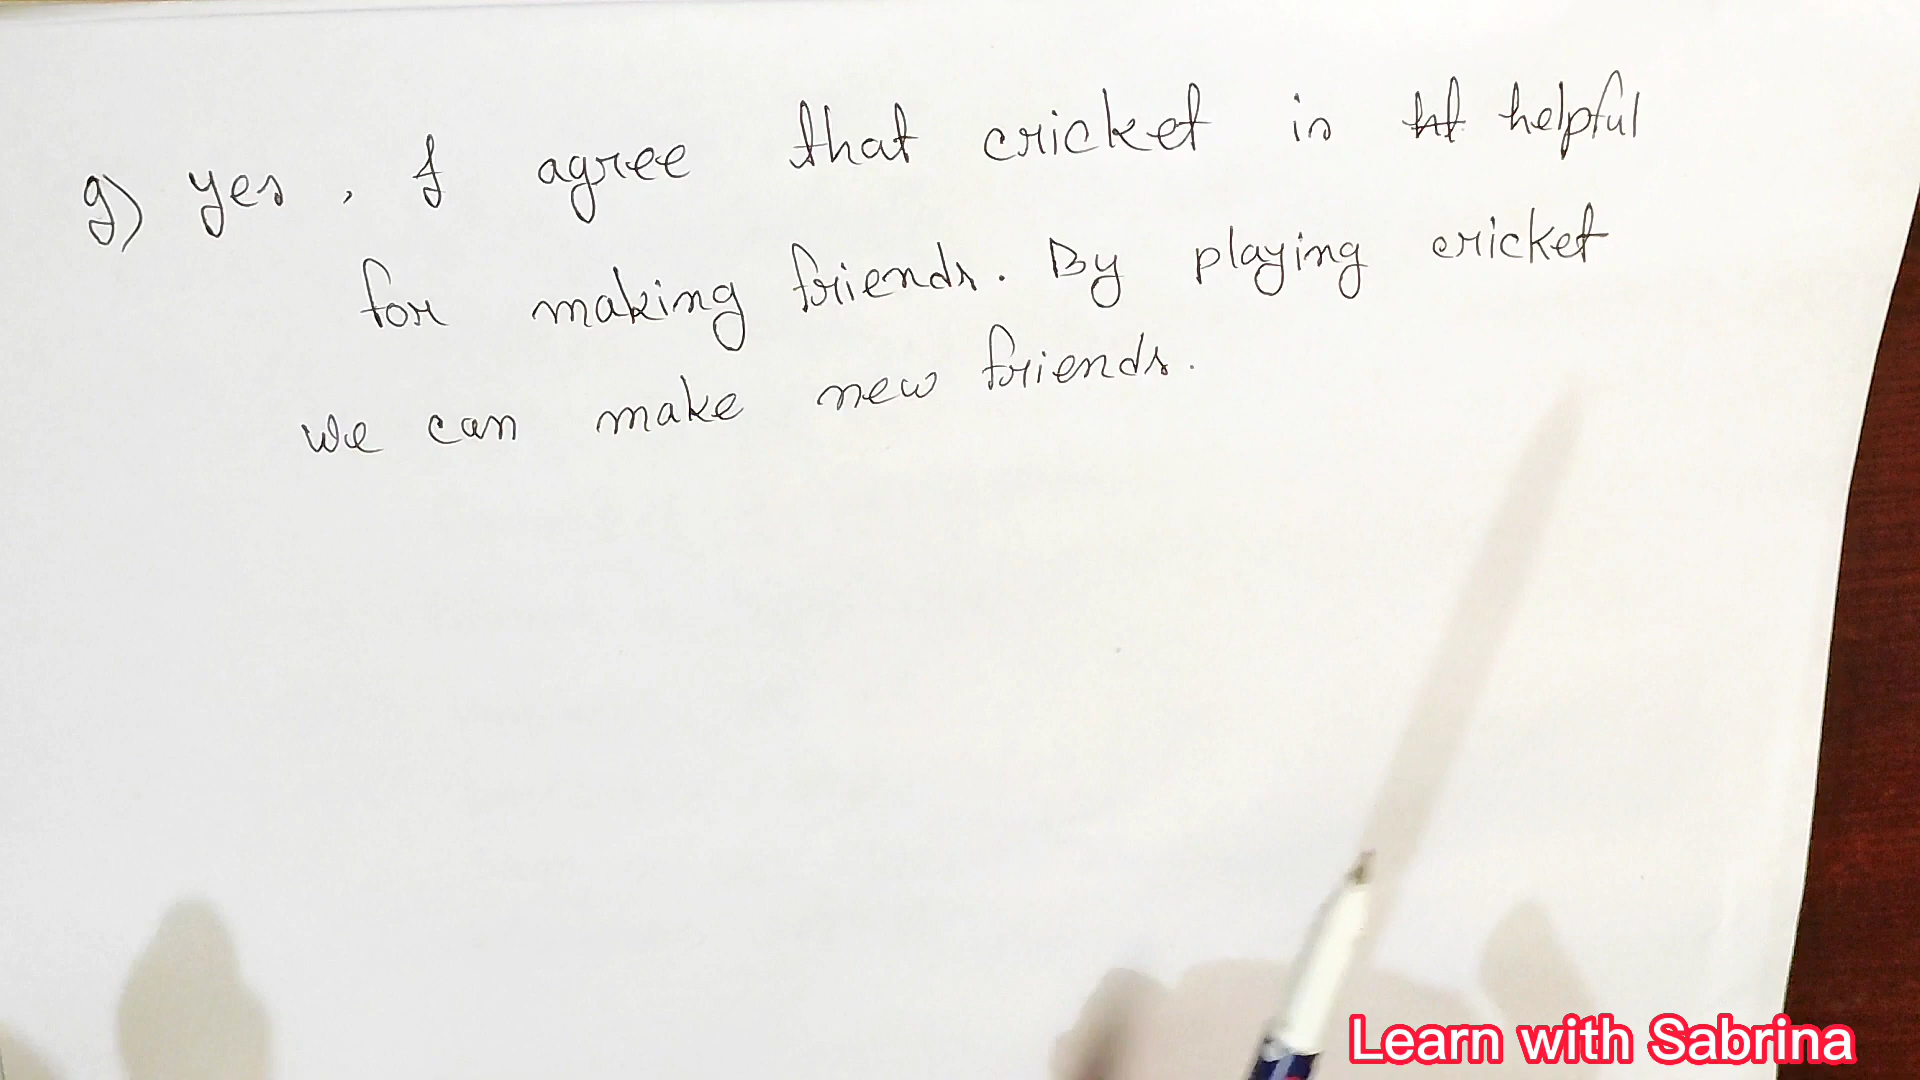 g) yes, I agree that cricket is helpful
for making friends. By playing cricket
we can make new friends.
Learn with Sabrina